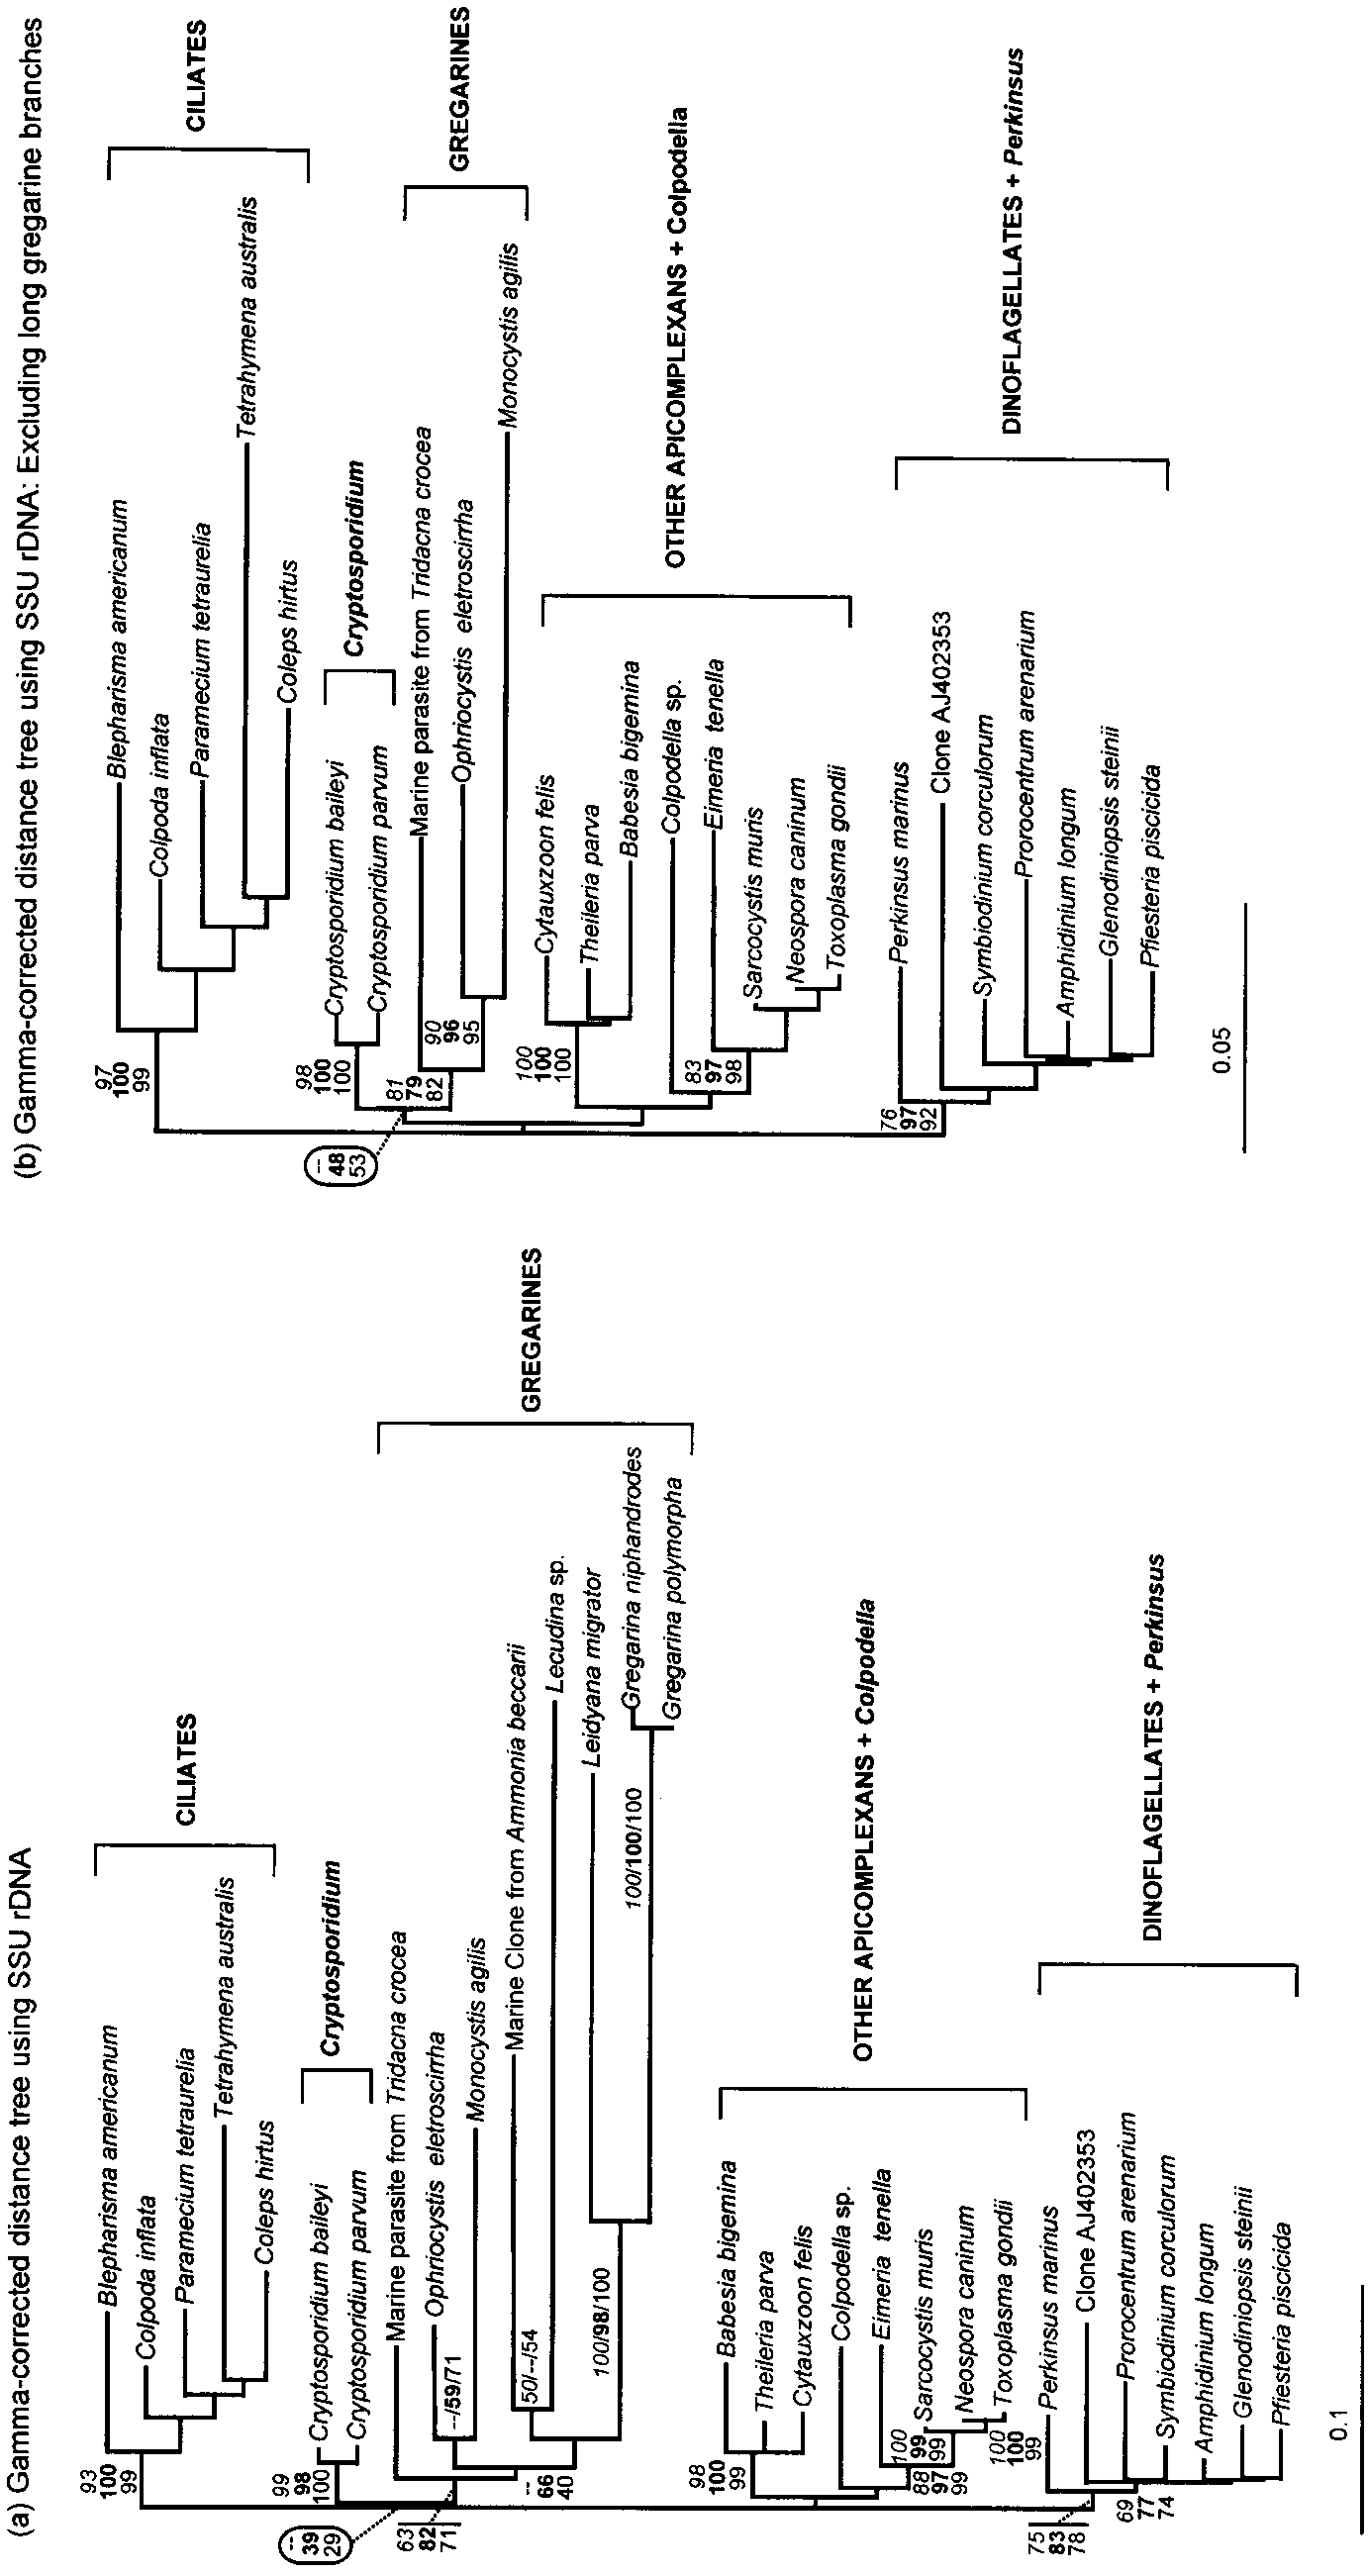 (a) Gamma-corrected distance tree using SSU rDNA
93
100
99
Blepharisma americanum
Colpoda inflata
Paramecium tetraurelia
Tetrahymena australis
Coleps hirtus
CILIATES
--
39
29
99
98
100
Cryptosporidium baileyi
Cryptosporidium parvum
Cryptosporidium
63
82
71
Marine parasite from Tridacna crocea
--/59/71
Ophriocystis eletroscirrha
Monocystis agilis
--
66
40
50/--/54
Marine Clone from Ammonia beccarii
Lecudina sp.
100/98/100
Leidyana migrator
100/100/100
Gregarina niphandrodes
Gregarina polymorpha
GREGARINES
98
100
99
Babesia bigemina
Theileria parva
Cytauxzoon felis
Colpodella sp.
88
97
99
Eimeria tenella
100
99
99
Sarcocystis muris
100
100
99
Neospora caninum
Toxoplasma gondii
OTHER APICOMPLEXANS + Colpodella
75
83
78
Perkinsus marinus
Clone AJ402353
69
77
74
Prorocentrum arenarium
Symbiodinium corculorum
Amphidinium longum
Glenodiniopsis steinii
Pfiesteria piscicida
DINOFLAGELLATES + Perkinsus
0.1
(b) Gamma-corrected distance tree using SSU rDNA: Excluding long gregarine branches
97
100
99
Blepharisma americanum
Colpoda inflata
Paramecium tetraurelia
Tetrahymena australis
Coleps hirtus
CILIATES
--
48
53
98
100
100
Cryptosporidium baileyi
Cryptosporidium parvum
Cryptosporidium
81
79
82
Marine parasite from Tridacna crocea
90
96
95
Ophriocystis eletroscirrha
Monocystis agilis
GREGARINES
100
100
100
Cytauxzoon felis
Theileria parva
Babesia bigemina
Colpodella sp.
83
97
98
Eimeria tenella
Sarcocystis muris
Neospora caninum
Toxoplasma gondii
OTHER APICOMPLEXANS + Colpodella
76
97
92
Perkinsus marinus
Clone AJ402353
Symbiodinium corculorum
Prorocentrum arenarium
Amphidinium longum
Glenodiniopsis steinii
Pfiesteria piscicida
DINOFLAGELLATES + Perkinsus
0.05